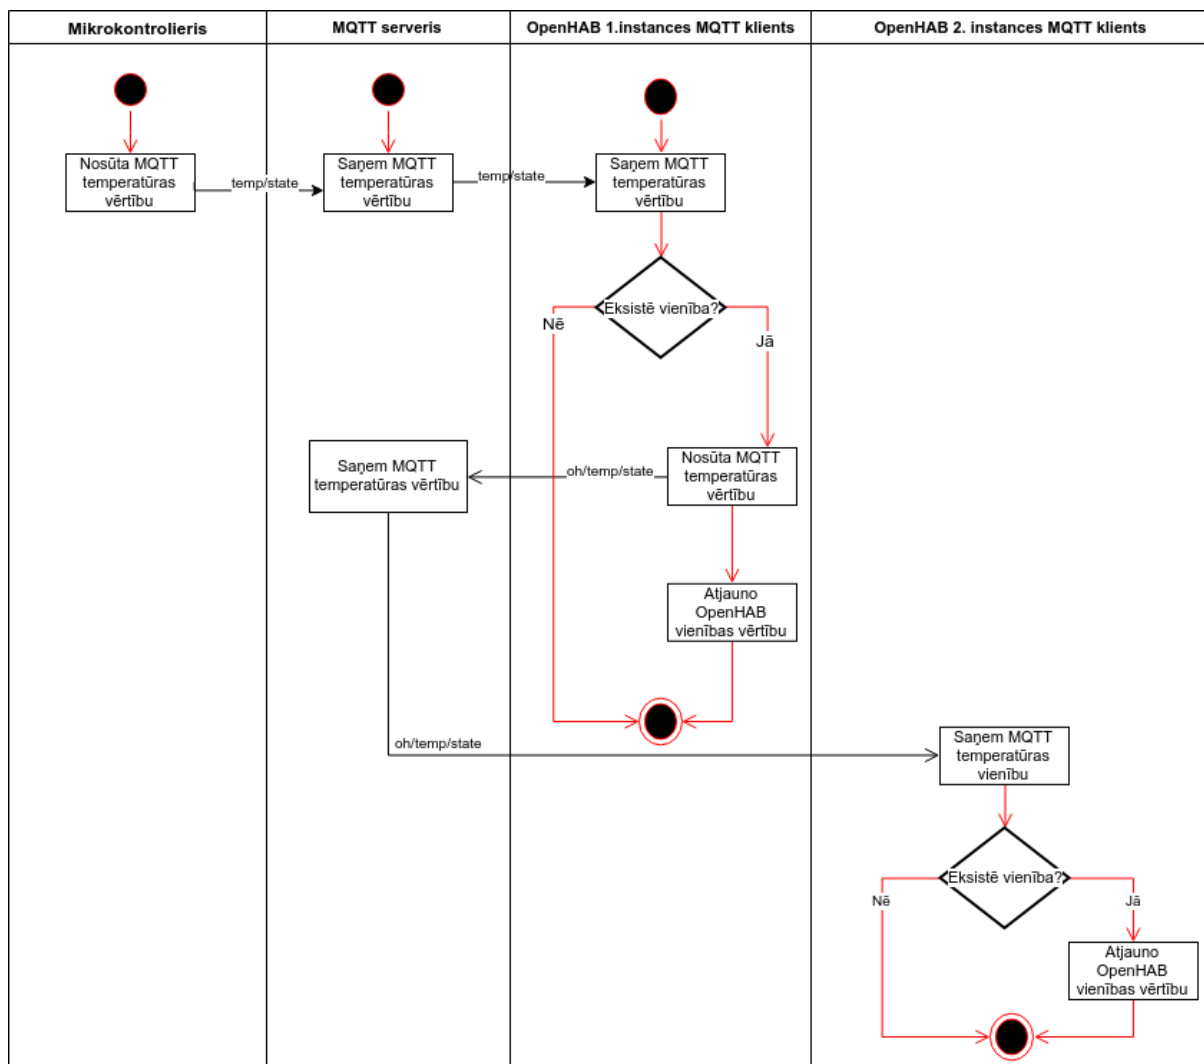 Mikrokontrolieris
MQTT serveris
OpenHAB 1.instances MQTT klients
OpenHAB 2. instances MQTT klients
Nosūta MQTT
temperatūras
vērtību
temp/state
Saņem MQTT
temperatūras
vērtību
temp/state
Saņem MQTT
temperatūras
vērtību
Eksistē vienība?
Nē
Jā
Saņem MQTT
temperatūras vērtību
oh/temp/state
Nosūta MQTT
temperatūras
vērtību
Atjauno
OpenHAB
vienības vērtību
oh/temp/state
Saņem MQTT
temperatūras
vienību
Eksistē vienība?
Nē
Jā
Atjauno
OpenHAB
vienības vērtību